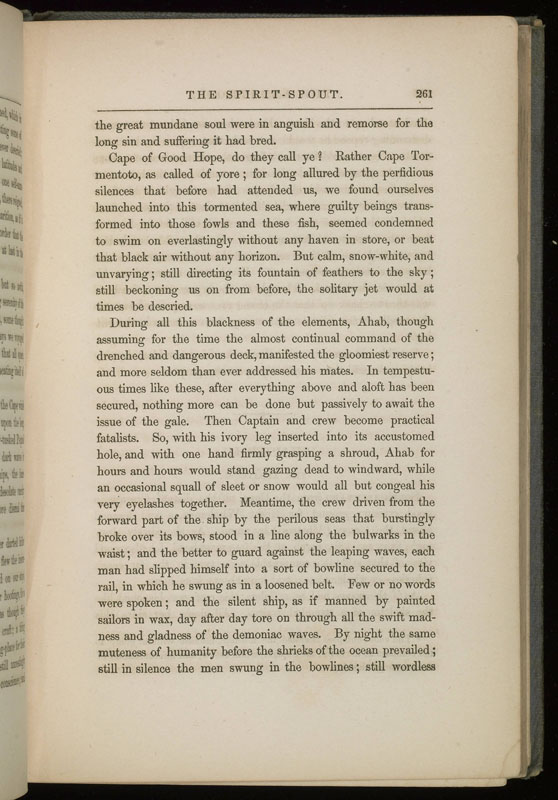 THE SPIRIT-SPOUT. 261
the great mundane soul were in anguish and remorse for the
long sin and suffering it had bred.
Cape of Good Hope, do they call ye? Rather Cape Tor-
mentoto, as called of yore; for long allured by the perfidious
silences that before had attended us, we found ourselves
launched into this tormented sea, where guilty beings trans-
formed into those fowls and these fish, seemed condemned
to swim on everlastingly without any haven in store, or beat
that black air without any horizon. But calm, snow-white, and
unvarying; still directing its fountain of feathers to the sky;
still beckoning us on from before, the solitary jet would at
times be descried.
During all this blackness of the elements, Ahab, though
assuming for the time the almost continual command of the
drenched and dangerous deck, manifested the gloomiest reserve;
and more seldom than ever addressed his mates. In tempestu-
ous times like these, after everything above and aloft has been
secured, nothing more can be done but passively to await the
issue of the gale. Then Captain and crew become practical
fatalists. So, with his ivory leg inserted into its accustomed
hole, and with one hand firmly grasping a shroud, Ahab for
hours and hours would stand gazing dead to windward, while
an occasional squall of sleet or snow would all but congeal his
very eyelashes together. Meantime, the crew driven from the
forward part of the ship by the perilous seas that burstingly
broke over its bows, stood in a line along the bulwarks in the
waist; and the better to guard against the leaping waves, each
man had slipped himself into a sort of bowline secured to the
rail, in which he swung as in a loosened belt. Few or no words
were spoken; and the silent ship, as if manned by painted
sailors in wax, day after day tore on through all the swift mad-
ness and gladness of the demoniac waves. By night the same
muteness of humanity before the shrieks of the ocean prevailed;
still in silence the men swung in the bowlines; still wordless